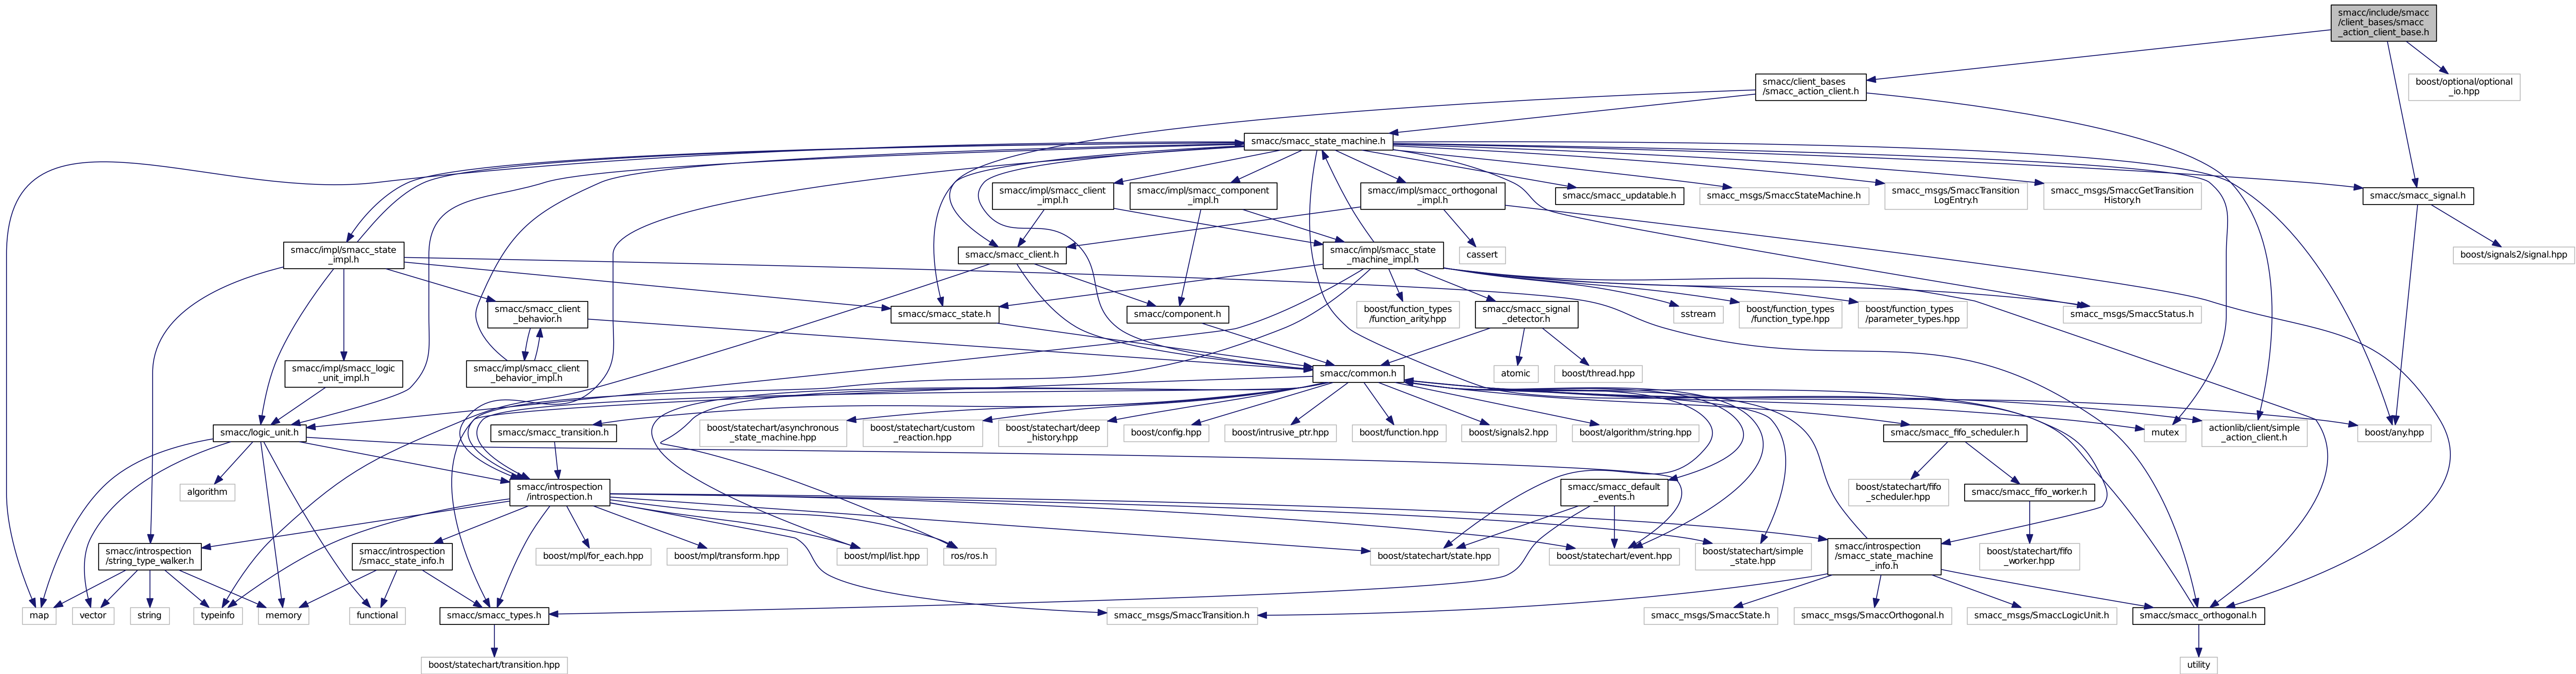 smacc/include/smacc
/client_bases/smacc
_action_client_base.h
smacc/client_bases
/smacc_action_client.h
boost/optional/optional
_io.hpp
smacc/smacc_state_machine.h
smacc/impl/smacc_client
_impl.h
smacc/impl/smacc_component
_impl.h
smacc/impl/smacc_orthogonal
_impl.h
smacc/smacc_updatable.h
smacc_msgs/SmaccStateMachine.h
smacc_msgs/SmaccTransition
LogEntry.h
smacc_msgs/SmaccGetTransition
History.h
smacc/smacc_signal.h
smacc/impl/smacc_state
_impl.h
smacc/smacc_client.h
smacc/impl/smacc_state
_machine_impl.h
cassert
boost/signals2/signal.hpp
smacc/smacc_client
_behavior.h
smacc/smacc_state.h
smacc/component.h
boost/function_types
/function_arity.hpp
smacc/smacc_signal
_detector.h
sstream
boost/function_types
/function_type.hpp
boost/function_types
/parameter_types.hpp
smacc_msgs/SmaccStatus.h
smacc/impl/smacc_logic
_unit_impl.h
smacc/impl/smacc_client
_behavior_impl.h
smacc/common.h
atomic
boost/thread.hpp
smacc/logic_unit.h
smacc/smacc_transition.h
boost/statechart/asynchronous
_state_machine.hpp
boost/statechart/custom
_reaction.hpp
boost/statechart/deep
_history.hpp
boost/config.hpp
boost/intrusive_ptr.hpp
boost/function.hpp
boost/signals2.hpp
boost/algorithm/string.hpp
smacc/smacc_fifo_scheduler.h
mutex
actionlib/client/simple
_action_client.h
boost/any.hpp
algorithm
smacc/introspection
/introspection.h
smacc/smacc_default
_events.h
boost/statechart/fifo
_scheduler.hpp
smacc/smacc_fifo_worker.h
smacc/introspection
/string_type_walker.h
smacc/introspection
/smacc_state_info.h
boost/mpl/for_each.hpp
boost/mpl/transform.hpp
boost/mpl/list.hpp
ros/ros.h
boost/statechart/state.hpp
boost/statechart/event.hpp
boost/statechart/simple
_state.hpp
smacc/introspection
/smacc_state_machine
_info.h
boost/statechart/fifo
_worker.hpp
map
vector
string
typeinfo
memory
functional
smacc/smacc_types.h
smacc_msgs/SmaccTransition.h
smacc_msgs/SmaccState.h
smacc_msgs/SmaccOrthogonal.h
smacc_msgs/SmaccLogicUnit.h
smacc/smacc_orthogonal.h
boost/statechart/transition.hpp
utility